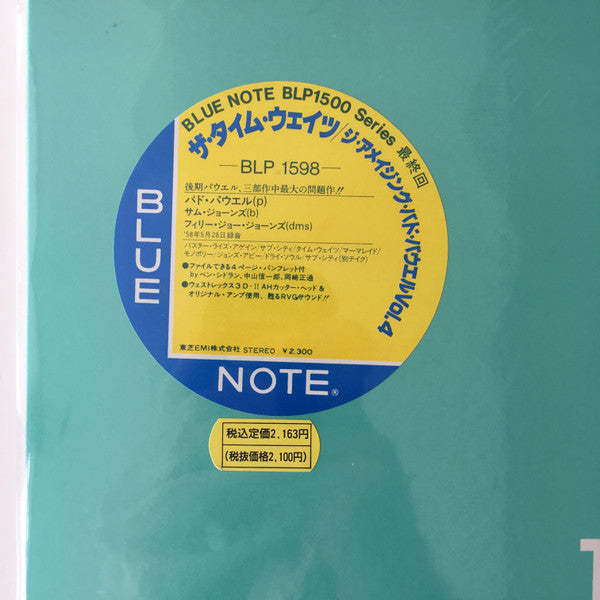 BLUE NOTE BLP1500 Series 最終回
ザ・タイム・ウェイツ/ジ・アメイジング・バド・パウエルVol.4
BLP 1598
後期パウエル、三部作中最大の問題作!!
バド・パウエル(p)
サム・ジョーンズ(b)
フィリー・ジョー・ジョーンズ(dms)
'58年5月28日録音
バスター・ライズ・アゲイン/サブ・シティ/タイム・ウェイツ/マーマレイド/
モノポリー/ジョンズ・アビー/ドライ・ソウル/サブ・シティ(別テイク)
●ファイルできる4ページ・パンフレット付
by ベン・シドラン、中山信一郎、岡崎正通
●ウェストレックス3D-ⅡAHカッター・ヘッド&
オリジナル・アンプ使用、甦るRVGサウンド!!
東芝EMI株式会社 STEREO ¥2,300
BLUE
NOTE®
税込定価2,163円
(税抜価格2,100円)